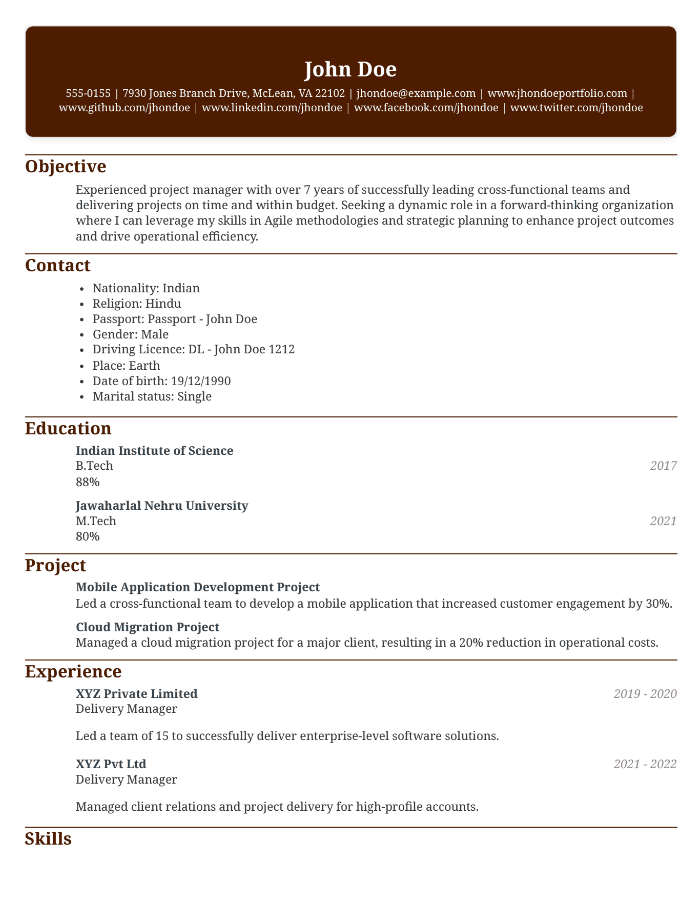 John Doe
555-0155 | 7930 Jones Branch Drive, McLean, VA 22102 | jhondoe@example.com | www.jhondoeportfolio.com |
www.github.com/jhondoe | www.linkedin.com/jhondoe | www.facebook.com/jhondoe | www.twitter.com/jhondoe
Objective
Experienced project manager with over 7 years of successfully leading cross-functional teams and
delivering projects on time and within budget. Seeking a dynamic role in a forward-thinking organization
where I can leverage my skills in Agile methodologies and strategic planning to enhance project outcomes
and drive operational efficiency.
Contact
• Nationality: Indian
• Religion: Hindu
• Passport: Passport - John Doe
• Gender: Male
• Driving Licence: DL - John Doe 1212
• Place: Earth
• Date of birth: 19/12/1990
• Marital status: Single
Education
Indian Institute of Science
B.Tech 2017
88%
Jawaharlal Nehru University
M.Tech 2021
80%
Project
Mobile Application Development Project
Led a cross-functional team to develop a mobile application that increased customer engagement by 30%.
Cloud Migration Project
Managed a cloud migration project for a major client, resulting in a 20% reduction in operational costs.
Experience
XYZ Private Limited 2019 - 2020
Delivery Manager
Led a team of 15 to successfully deliver enterprise-level software solutions.
XYZ Pvt Ltd 2021 - 2022
Delivery Manager
Managed client relations and project delivery for high-profile accounts.
Skills